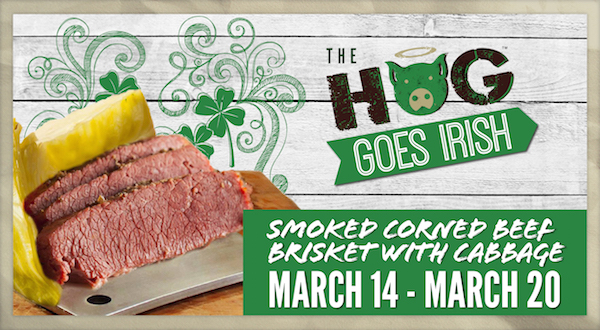 THE
HOG
GOES IRISH
SMOKED CORNED BEEF
BRISKET WITH CABBAGE
MARCH 14 - MARCH 20